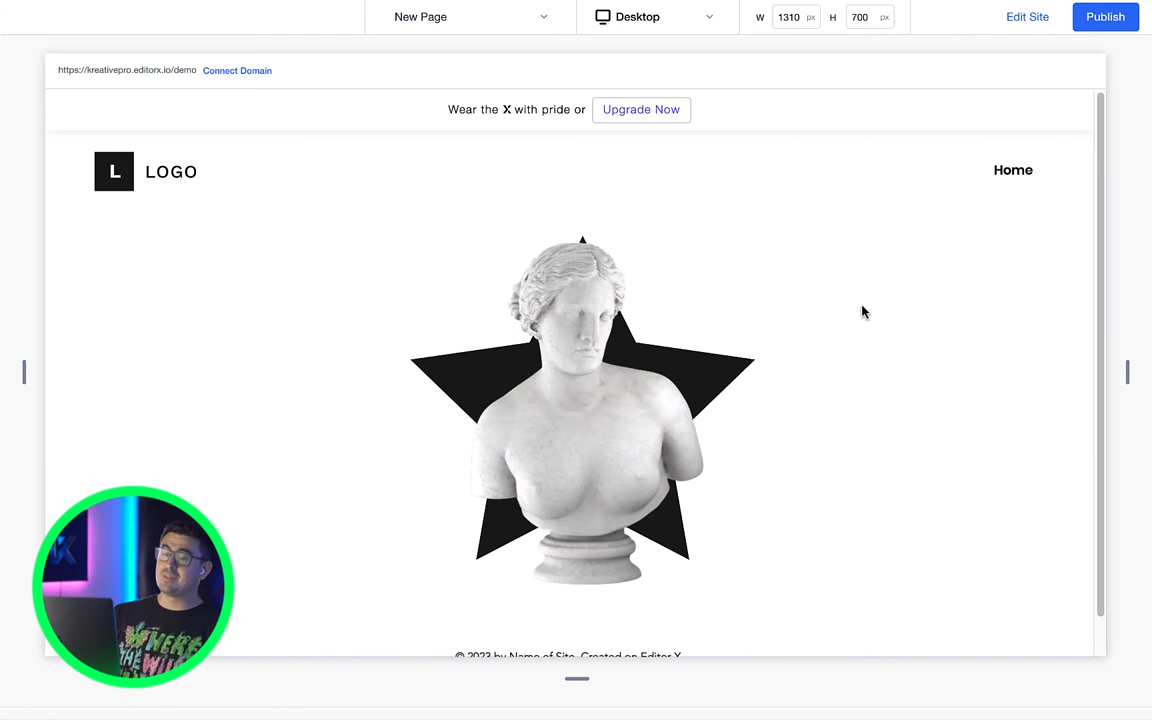 New Page
Desktop
W 1310 px H 700 px
Edit Site
Publish
https://kreativepro.editorx.io/demo Connect Domain
Wear the X with pride or Upgrade Now
L LOGO
Home
© 2023 by Name of Site. Created on Editor X